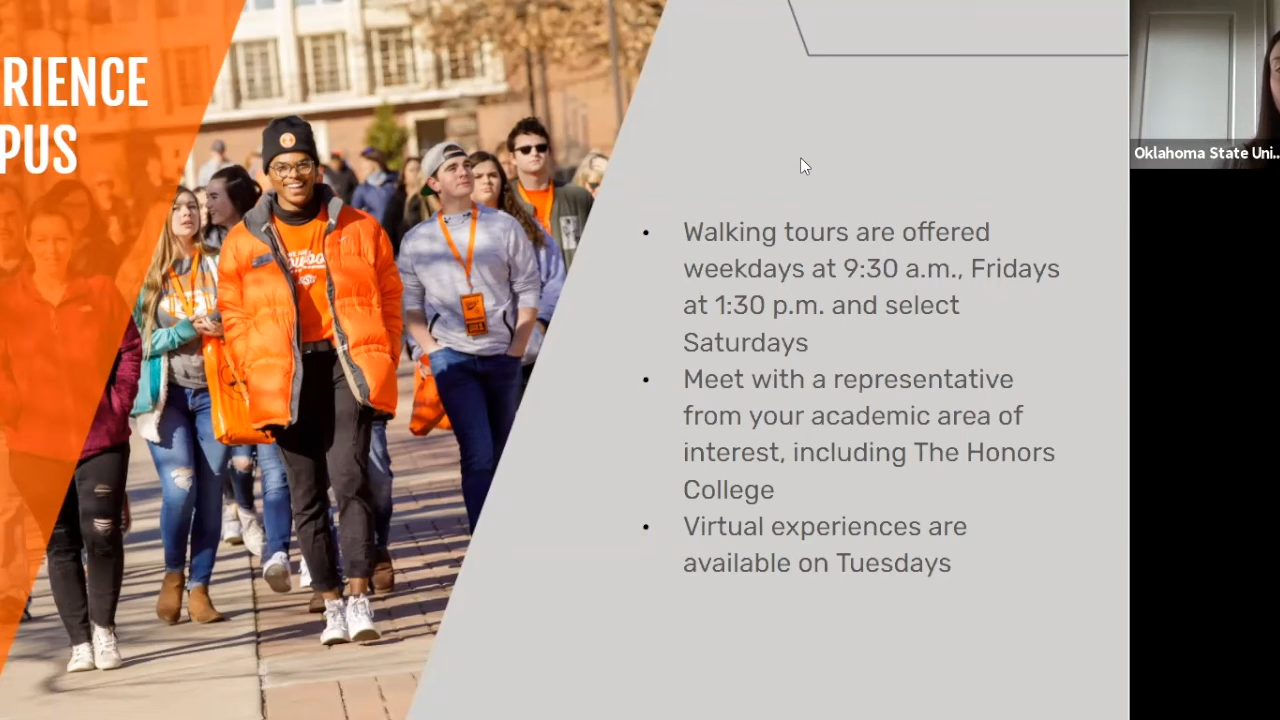 RIENCE
PUS
Oklahoma State Uni...
Walking tours are offered
weekdays at 9:30 a.m., Fridays
at 1:30 p.m. and select
Saturdays
Meet with a representative
from your academic area of
interest, including The Honors
College
Virtual experiences are
available on Tuesdays